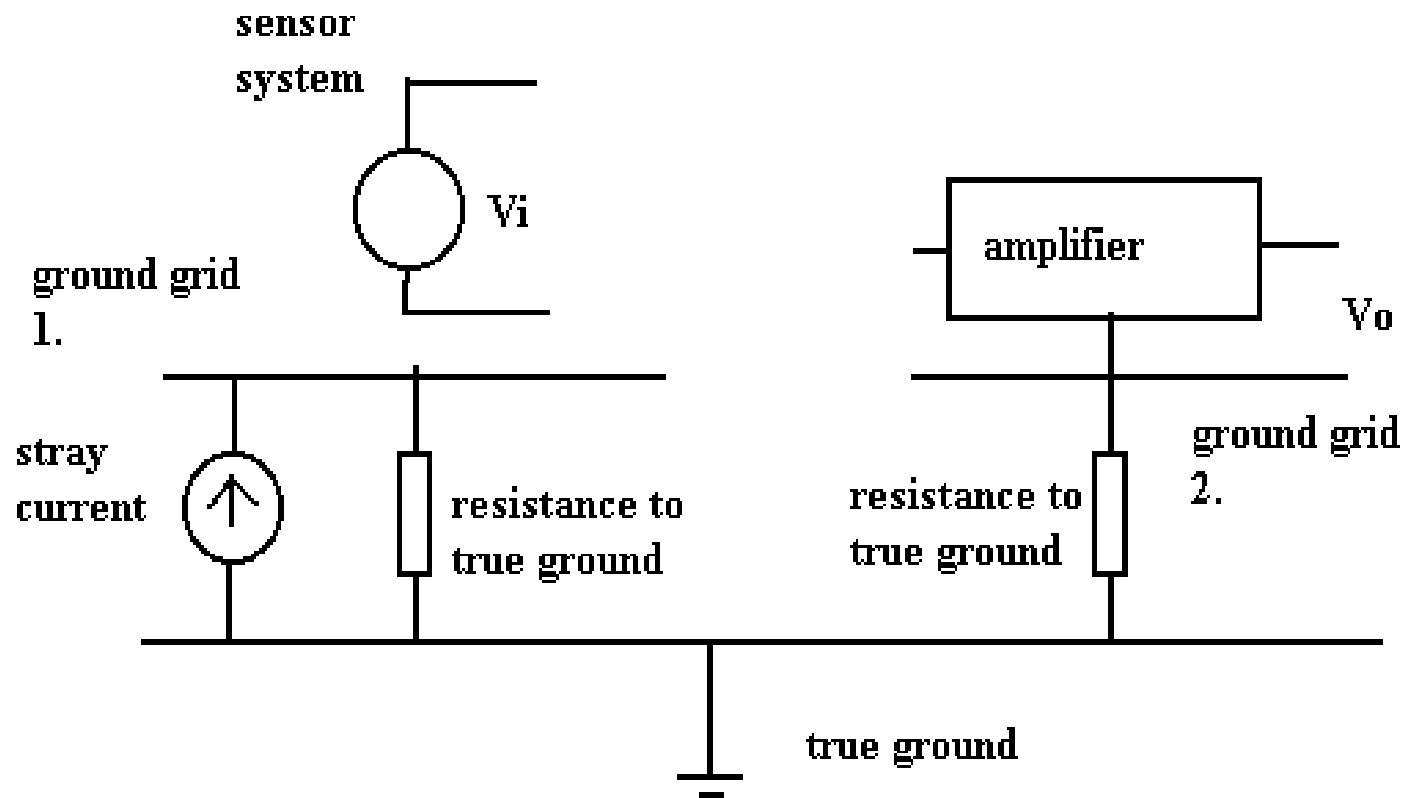 sensor
system
Vi
amplifier
Vo
ground grid
1.
stray
current
resistance to
true ground
resistance to
true ground
ground grid
2.
true ground